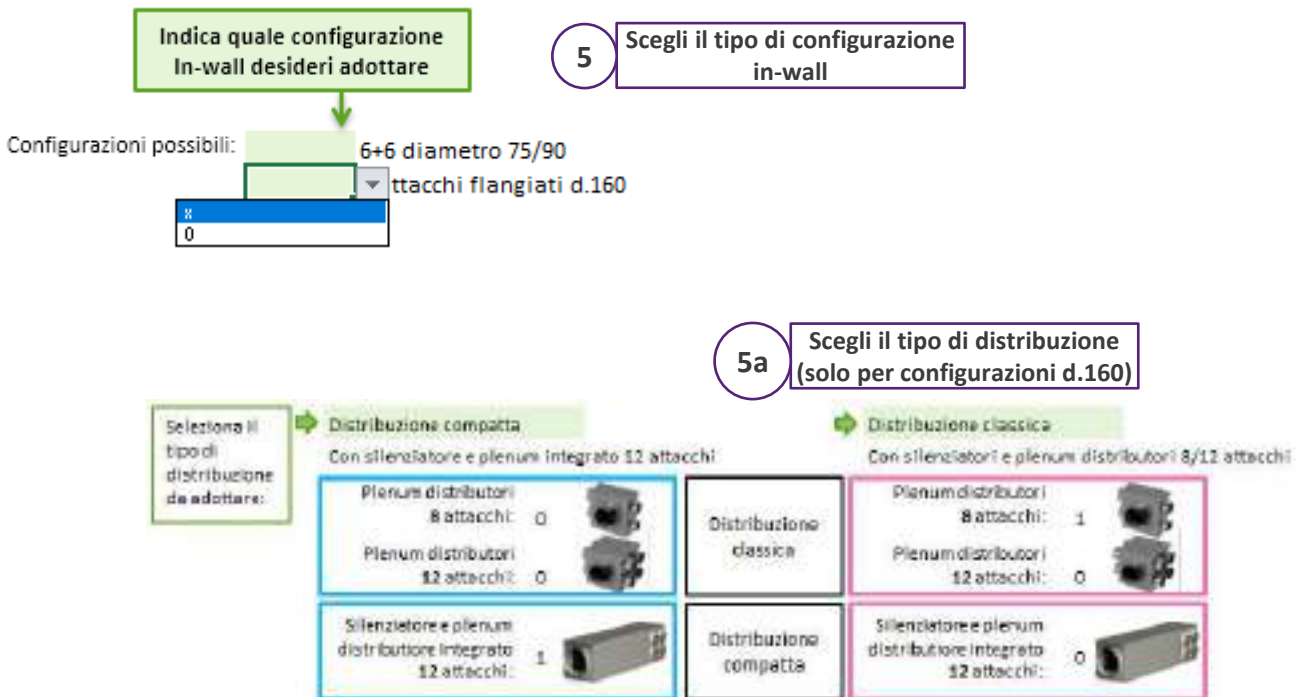 Indica quale configurazione
In-wall desideri adottare
5
Scegli il tipo di configurazione
in-wall
Configurazioni possibili:
6+6 diametro 75/90
ttacchi flangiati d.160
x
0
5a
Scegli il tipo di distribuzione
(solo per configurazioni d.160)
Seleziona il
tipo di
distribuzione
da adottare:
Distribuzione compatta
Con silenziatore e plenum integrato 12 attacchi
Distribuzione classica
Con silenziatori e plenum distributori 8/12 attacchi
Plenum distributori
8 attacchi: 0
Plenum distributori
12 attacchi: 0
Distribuzione
classica
Plenum distributori
8 attacchi: 1
Plenum distributori
12 attacchi: 0
Silenziatore e plenum
distributiore integrato
12 attacchi: 1
Distribuzione
compatta
Silenziatore e plenum
distributiore integrato
12 attacchi: 0